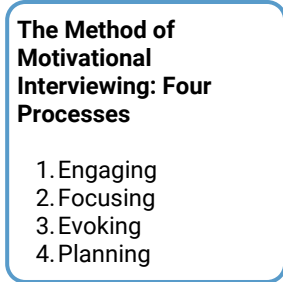 The Method of
Motivational
Interviewing: Four
Processes
1. Engaging
2. Focusing
3. Evoking
4. Planning